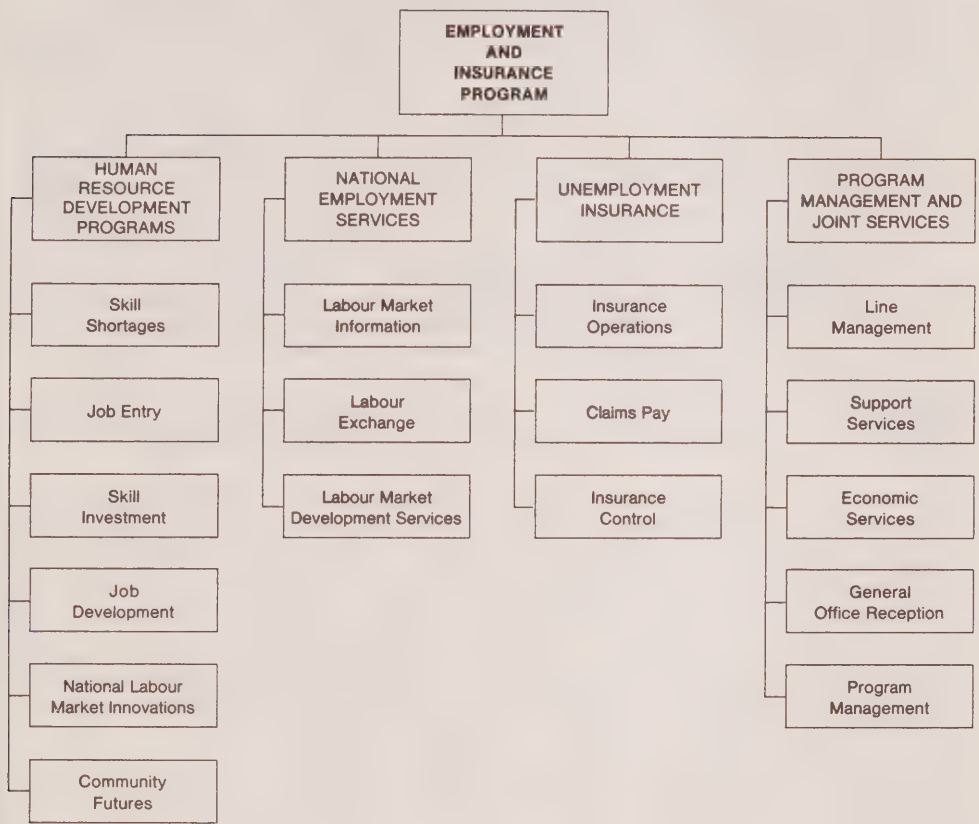 EMPLOYMENT
AND
INSURANCE
PROGRAM
HUMAN
RESOURCE
DEVELOPMENT
PROGRAMS
Skill
Shortages
Job Entry
Skill
Investment
Job
Development
National Labour
Market Innovations
Community
Futures
NATIONAL
EMPLOYMENT
SERVICES
Labour Market
Information
Labour
Exchange
Labour Market
Development Services
UNEMPLOYMENT
INSURANCE
Insurance
Operations
Claims Pay
Insurance
Control
PROGRAM
MANAGEMENT AND
JOINT SERVICES
Line
Management
Support
Services
Economic
Services
General
Office Reception
Program
Management